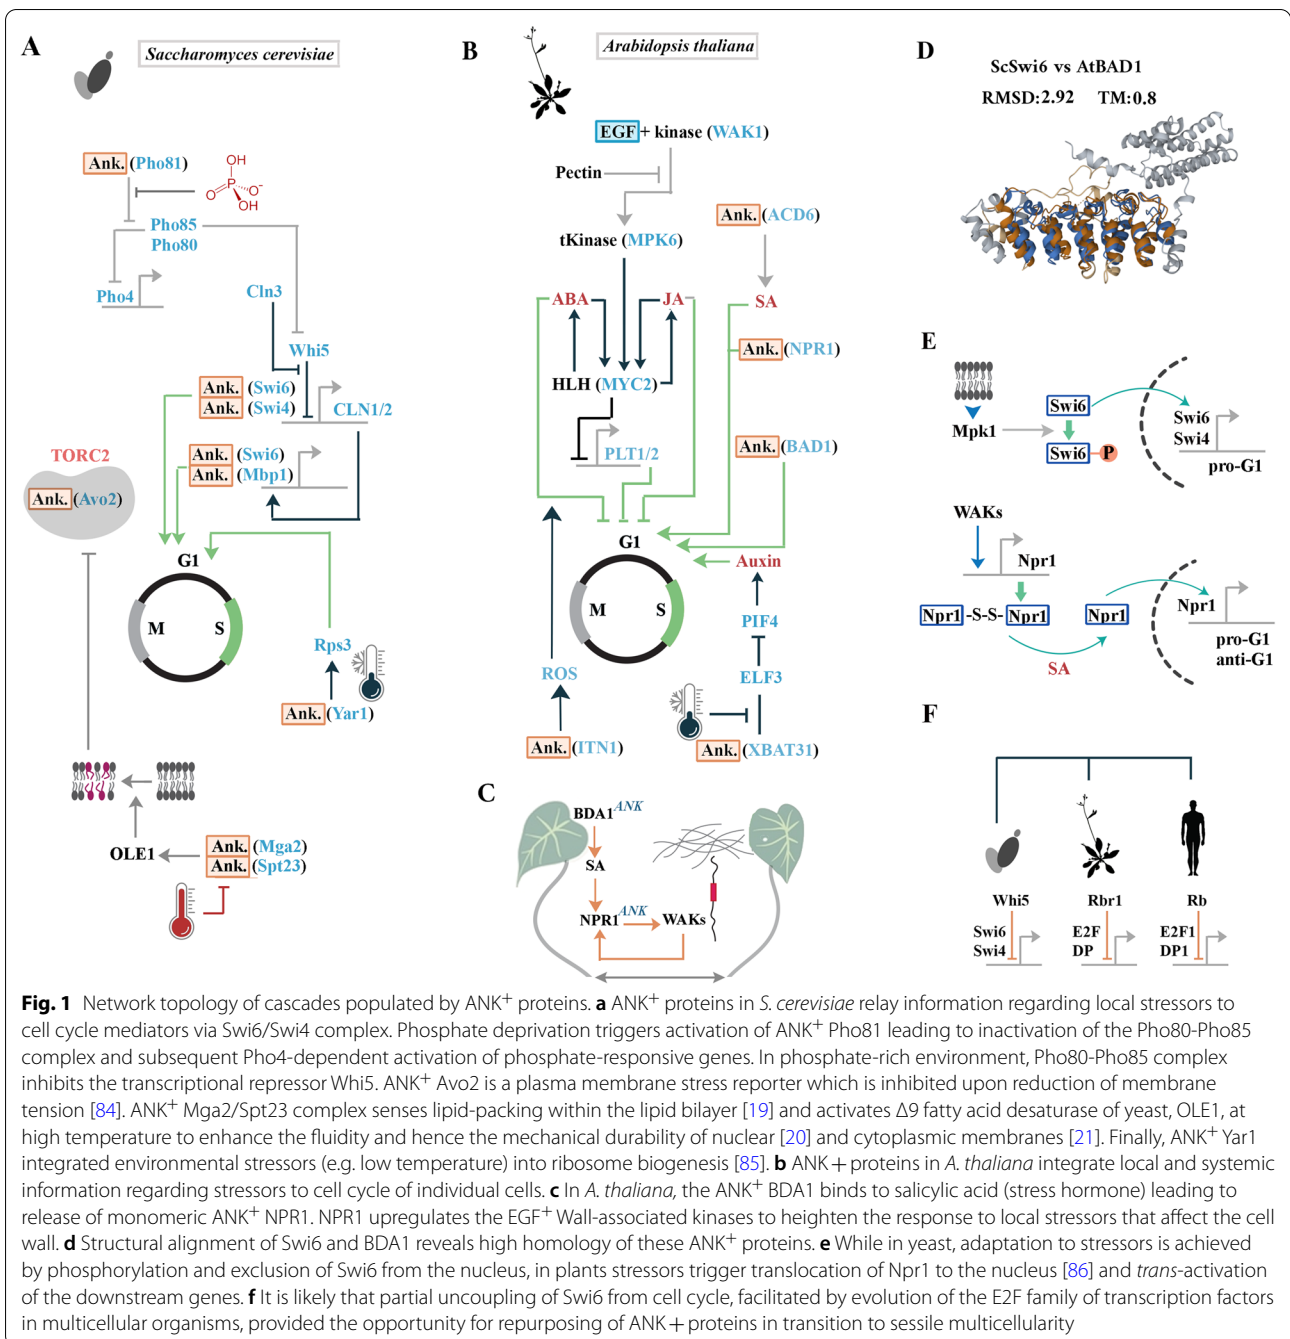 A
Saccharomyces cerevisiae
Ank. (Pho81)
OH
O
P
O-
OH
Pho85
Pho80
Pho4
Cln3
Whi5
Ank. (Swi6)
Ank. (Swi4)
CLN1/2
Ank. (Swi6)
Ank. (Mbp1)
TORC2
Ank. (Avo2)
G1
M
S
Rps3
Ank. (Yar1)
OLE1
Ank. (Mga2)
Ank. (Spt23)
B
Arabidopsis thaliana
EGF + kinase (WAK1)
Pectin
Ank. (ACD6)
tKinase (MPK6)
ABA
JA
SA
Ank. (NPR1)
HLH (MYC2)
PLT1/2
Ank. (BAD1)
G1
Auxin
M
S
PIF4
ROS
ELF3
Ank. (ITN1)
Ank. (XBAT31)
C
BDA1ANK
SA
NPR1ANK
WAKs
D
ScSwi6 vs AtBAD1
RMSD:2.92 TM:0.8
E
Mpk1
Swi6
Swi6
P
Swi6
Swi4
pro-G1
WAKs
Npr1
Npr1 -S-S- Npr1
Npr1
SA
Npr1
pro-G1
anti-G1
F
Whi5
Rbr1
Rb
Swi6
Swi4
E2F
DP
E2F1
DP1
Fig. 1 Network topology of cascades populated by ANK+ proteins. a ANK+ proteins in S. cerevisiae relay information regarding local stressors to
cell cycle mediators via Swi6/Swi4 complex. Phosphate deprivation triggers activation of ANK+ Pho81 leading to inactivation of the Pho80-Pho85
complex and subsequent Pho4-dependent activation of phosphate-responsive genes. In phosphate-rich environment, Pho80-Pho85 complex
inhibits the transcriptional repressor Whi5. ANK+ Avo2 is a plasma membrane stress reporter which is inhibited upon reduction of membrane
tension [84]. ANK+ Mga2/Spt23 complex senses lipid-packing within the lipid bilayer [19] and activates Δ9 fatty acid desaturase of yeast, OLE1, at
high temperature to enhance the fluidity and hence the mechanical durability of nuclear [20] and cytoplasmic membranes [21]. Finally, ANK+ Yar1
integrated environmental stressors (e.g. low temperature) into ribosome biogenesis [85]. b ANK + proteins in A. thaliana integrate local and systemic
information regarding stressors to cell cycle of individual cells. c In A. thaliana, the ANK+ BDA1 binds to salicylic acid (stress hormone) leading to
release of monomeric ANK+ NPR1. NPR1 upregulates the EGF+ Wall-associated kinases to heighten the response to local stressors that affect the cell
wall. d Structural alignment of Swi6 and BDA1 reveals high homology of these ANK+ proteins. e While in yeast, adaptation to stressors is achieved
by phosphorylation and exclusion of Swi6 from the nucleus, in plants stressors trigger translocation of Npr1 to the nucleus [86] and trans-activation
of the downstream genes. f It is likely that partial uncoupling of Swi6 from cell cycle, facilitated by evolution of the E2F family of transcription factors
in multicellular organisms, provided the opportunity for repurposing of ANK + proteins in transition to sessile multicellularity